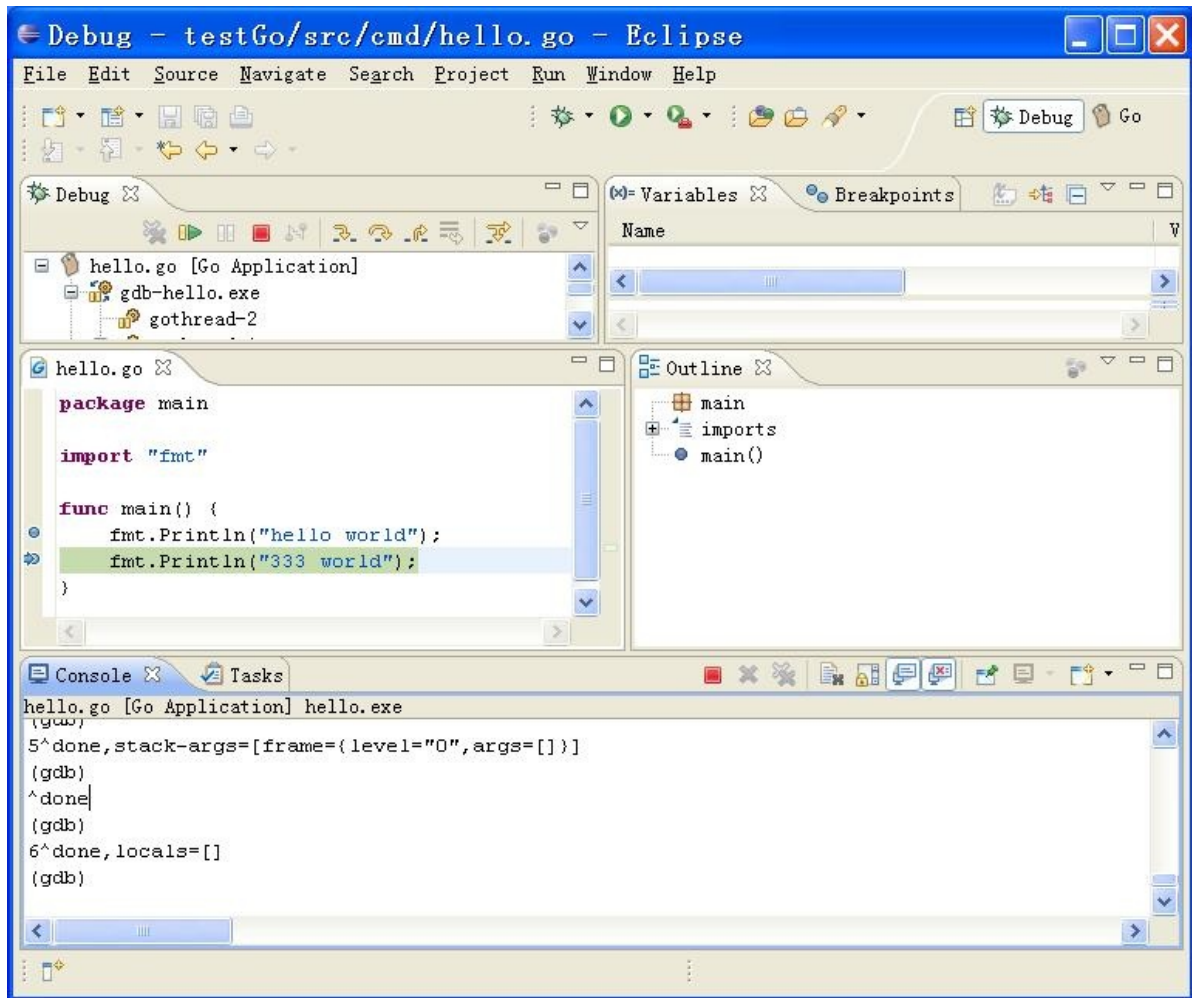 Debug - testGo/src/cmd/hello.go - Eclipse
File Edit Source Navigate Search Project Run Window Help
Debug Go
Debug
hello.go [Go Application]
gdb-hello.exe
gothread-2
(x)= Variables Breakpoints
Name V
hello.go
package main
import "fmt"
func main() {
fmt.Println("hello world");
fmt.Println("333 world");
}
Outline
main
imports
main()
Console Tasks
hello.go [Go Application] hello.exe
(gdb)
5^done,stack-args=[frame={level="0",args=[]}]
(gdb)
^done
(gdb)
6^done,locals=[]
(gdb)